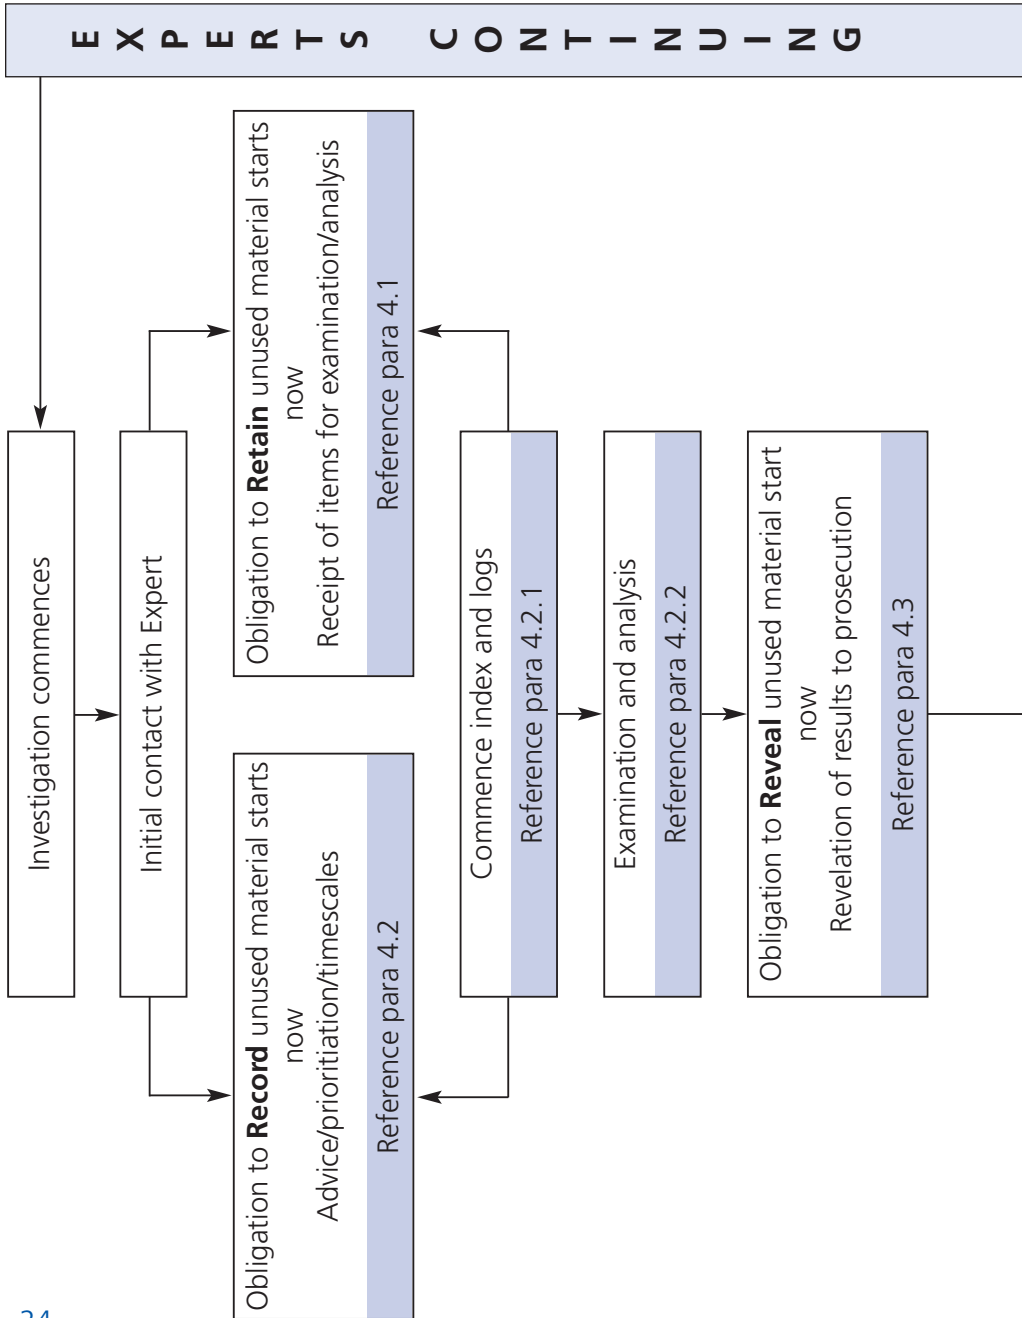 EXPERTS CONTINUING
Investigation commences
Initial contact with Expert
Obligation to Record unused material starts
now
Advice/prioritiation/timescales
Reference para 4.2
Obligation to Retain unused material starts
now
Receipt of items for examination/analysis
Reference para 4.1
Commence index and logs
Reference para 4.2.1
Examination and analysis
Reference para 4.2.2
Obligation to Reveal unused material start
now
Revelation of results to prosecution
Reference para 4.3